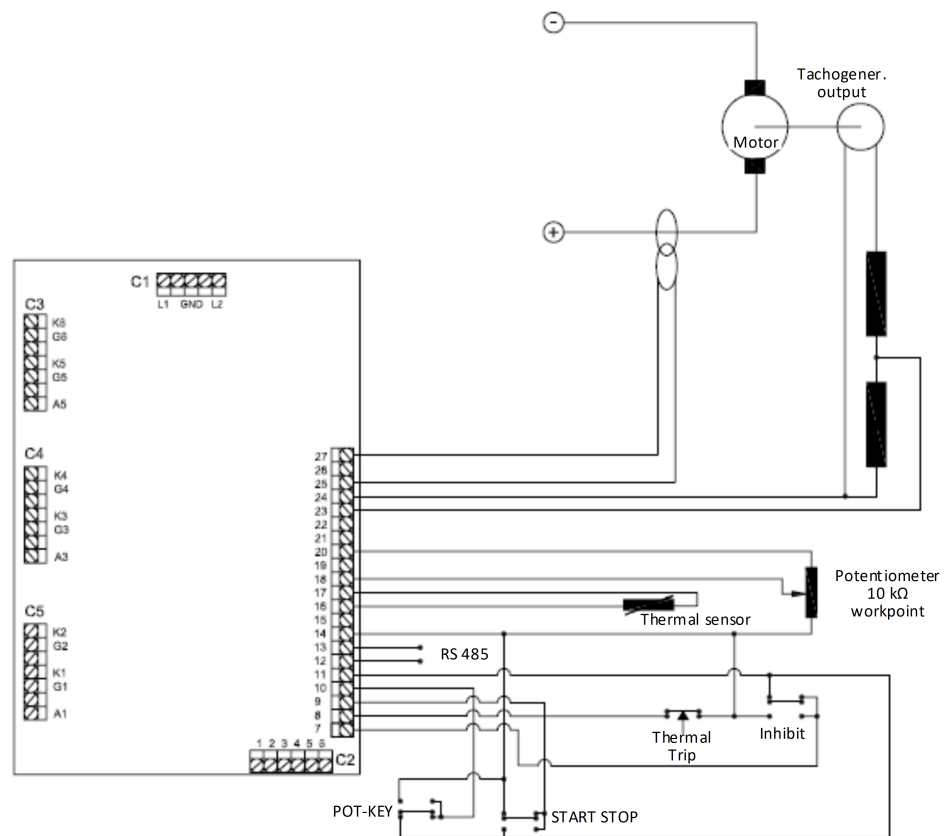 -
Tachogener.
output
Motor
+
C1
L1 GND L2
C3
K6
G6
K5
G5
A5
C4
K4
G4
K3
G3
A3
C5
K2
G2
K1
G1
A1
27
26
25
24
23
22
21
20
19
18
17
16
15
14
13
12
11
10
9
8
7
1 2 3 4 5 6
C2
Potentiometer
10 kΩ
workpoint
Thermal sensor
RS 485
Thermal
Trip
Inhibit
POT-KEY
START STOP